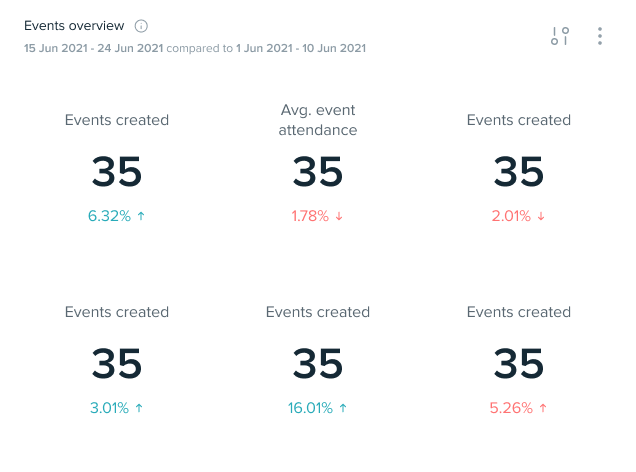 Events overview
15 Jun 2021 - 24 Jun 2021 compared to 1 Jun 2021 - 10 Jun 2021
Events created
Avg. event
attendance
Events created
35
35
35
6.32% ↑
1.78% ↓
2.01% ↓
Events created
Events created
Events created
35
35
35
3.01% ↑
16.01% ↑
5.26% ↑